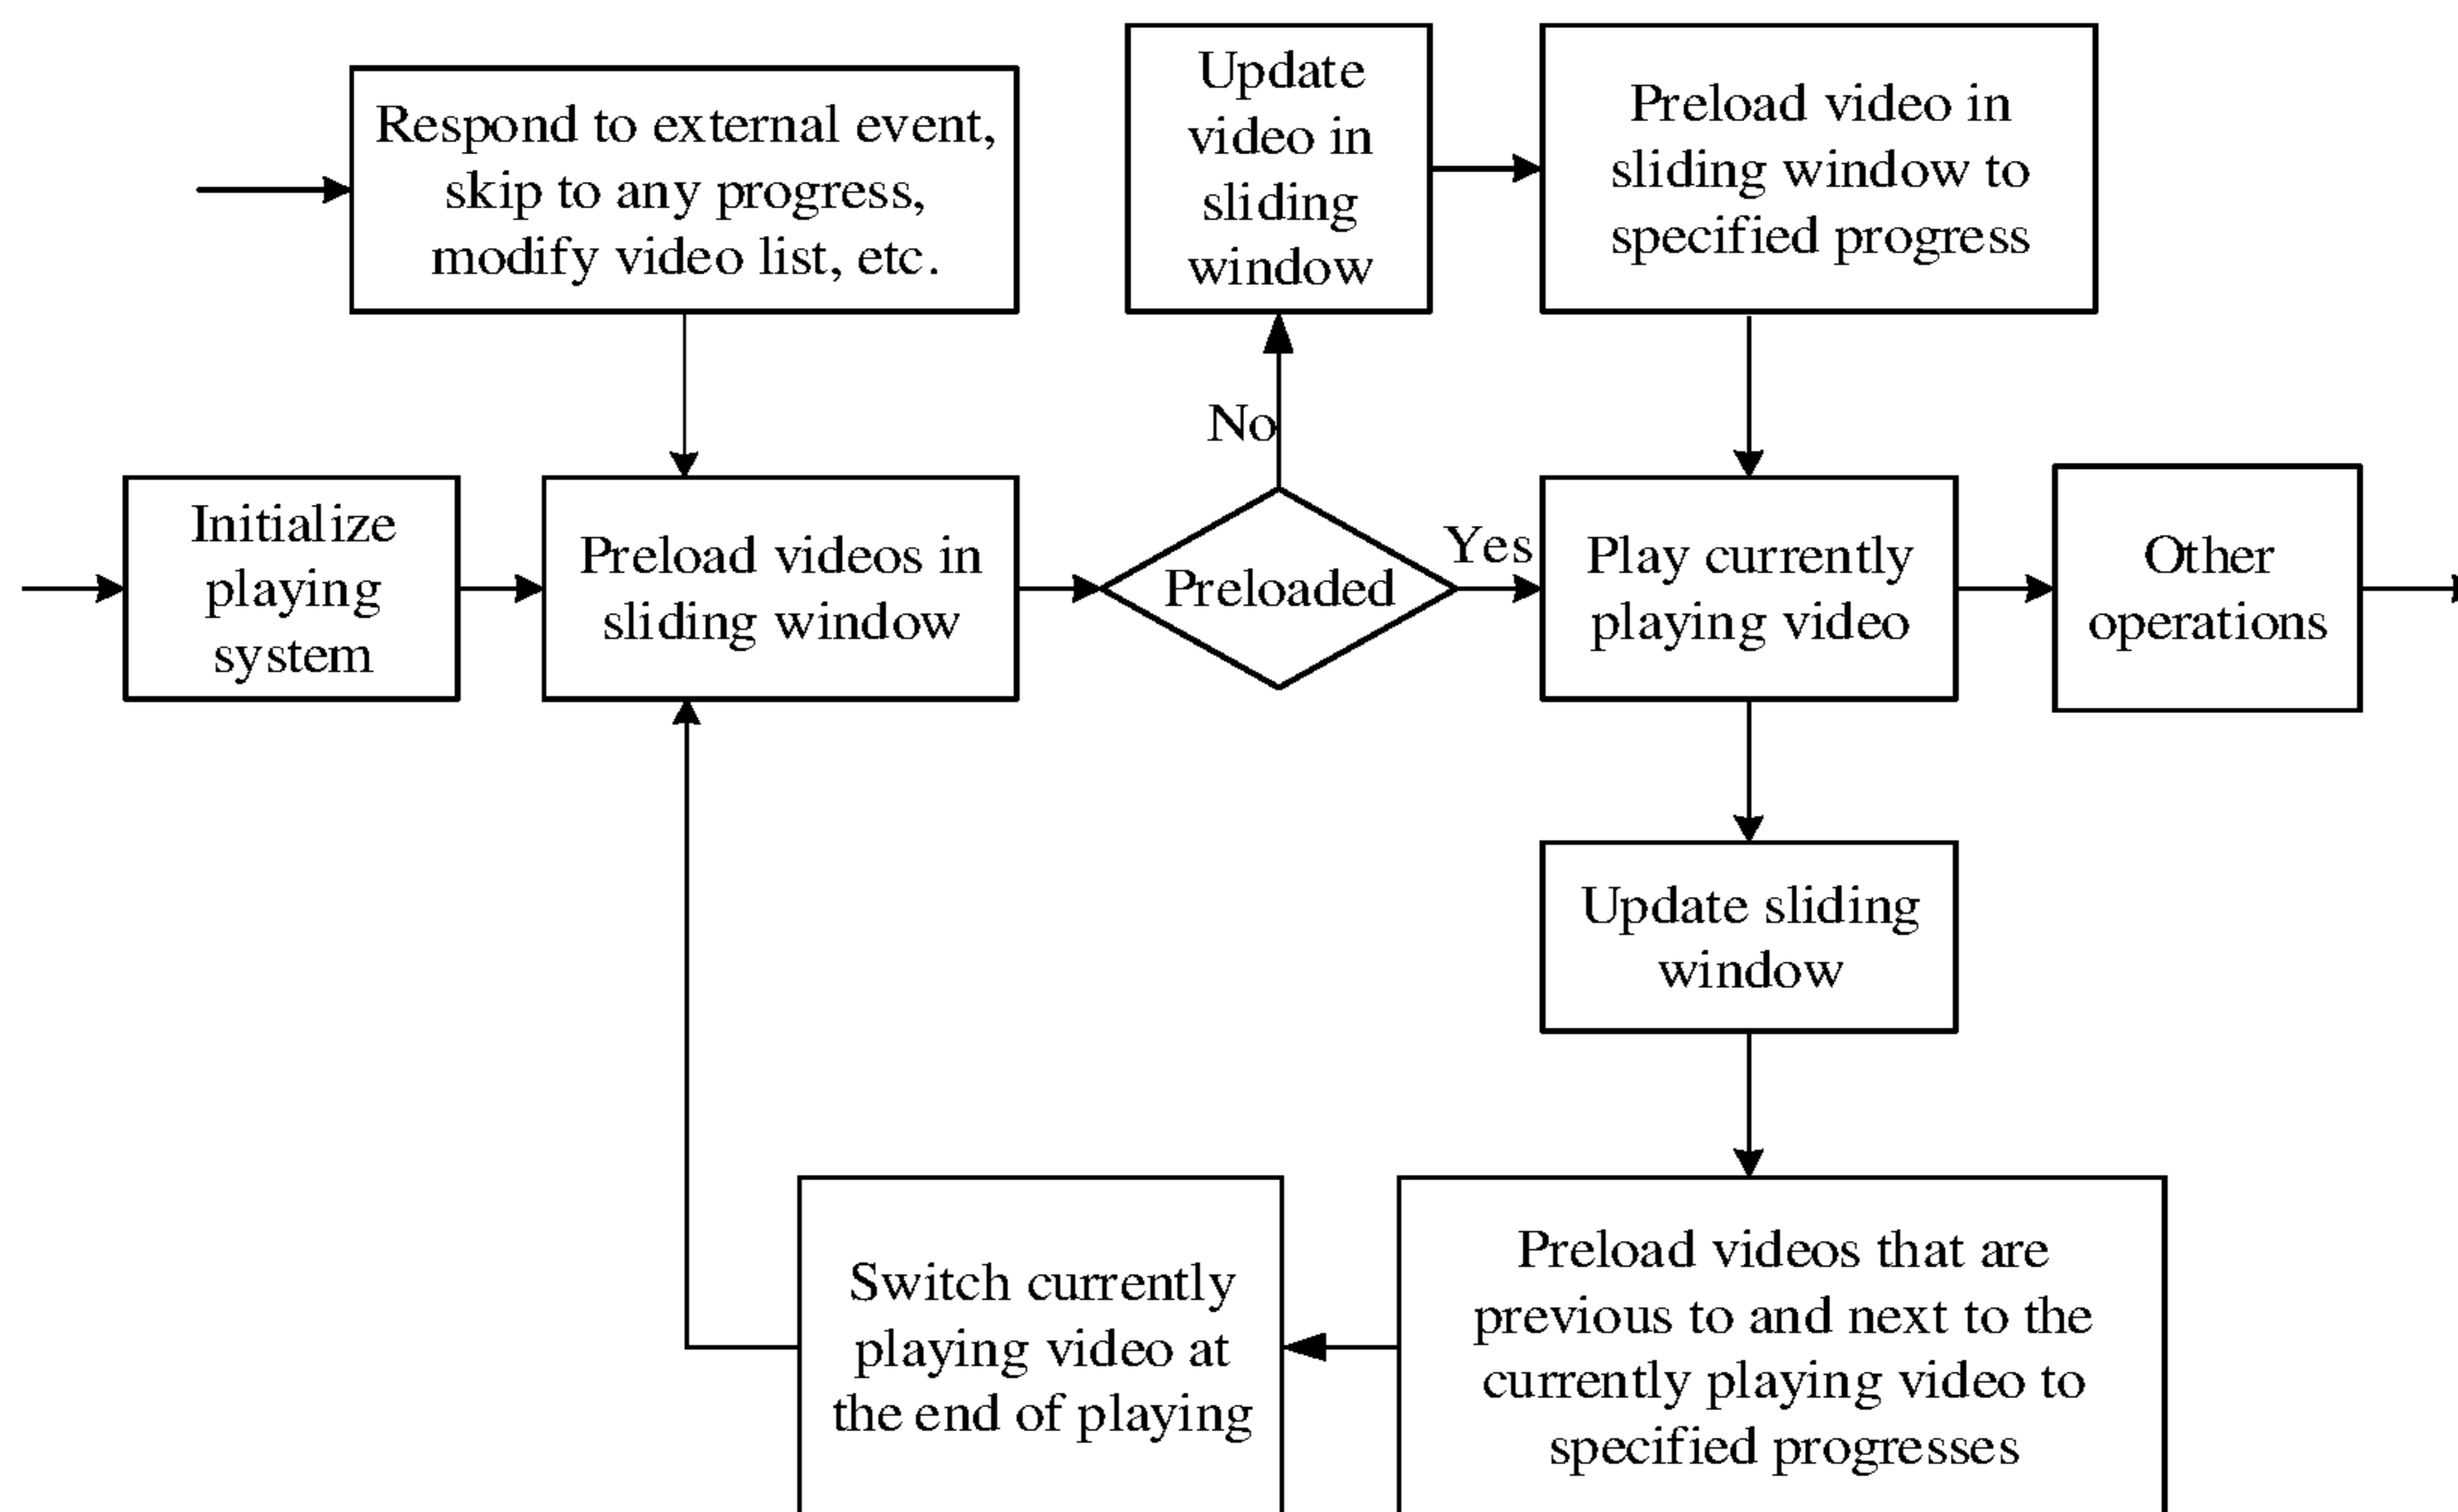 Respond to external event,
skip to any progress,
modify video list, etc.
Update
video in
sliding
window
Preload video in
sliding window to
specified progress
No
Initialize
playing
system
Preload videos in
sliding window
Preloaded
Yes
Play currently
playing video
Other
operations
Update sliding
window
Switch currently
playing video at
the end of playing
Preload videos that are
previous to and next to the
currently playing video to
specified progresses